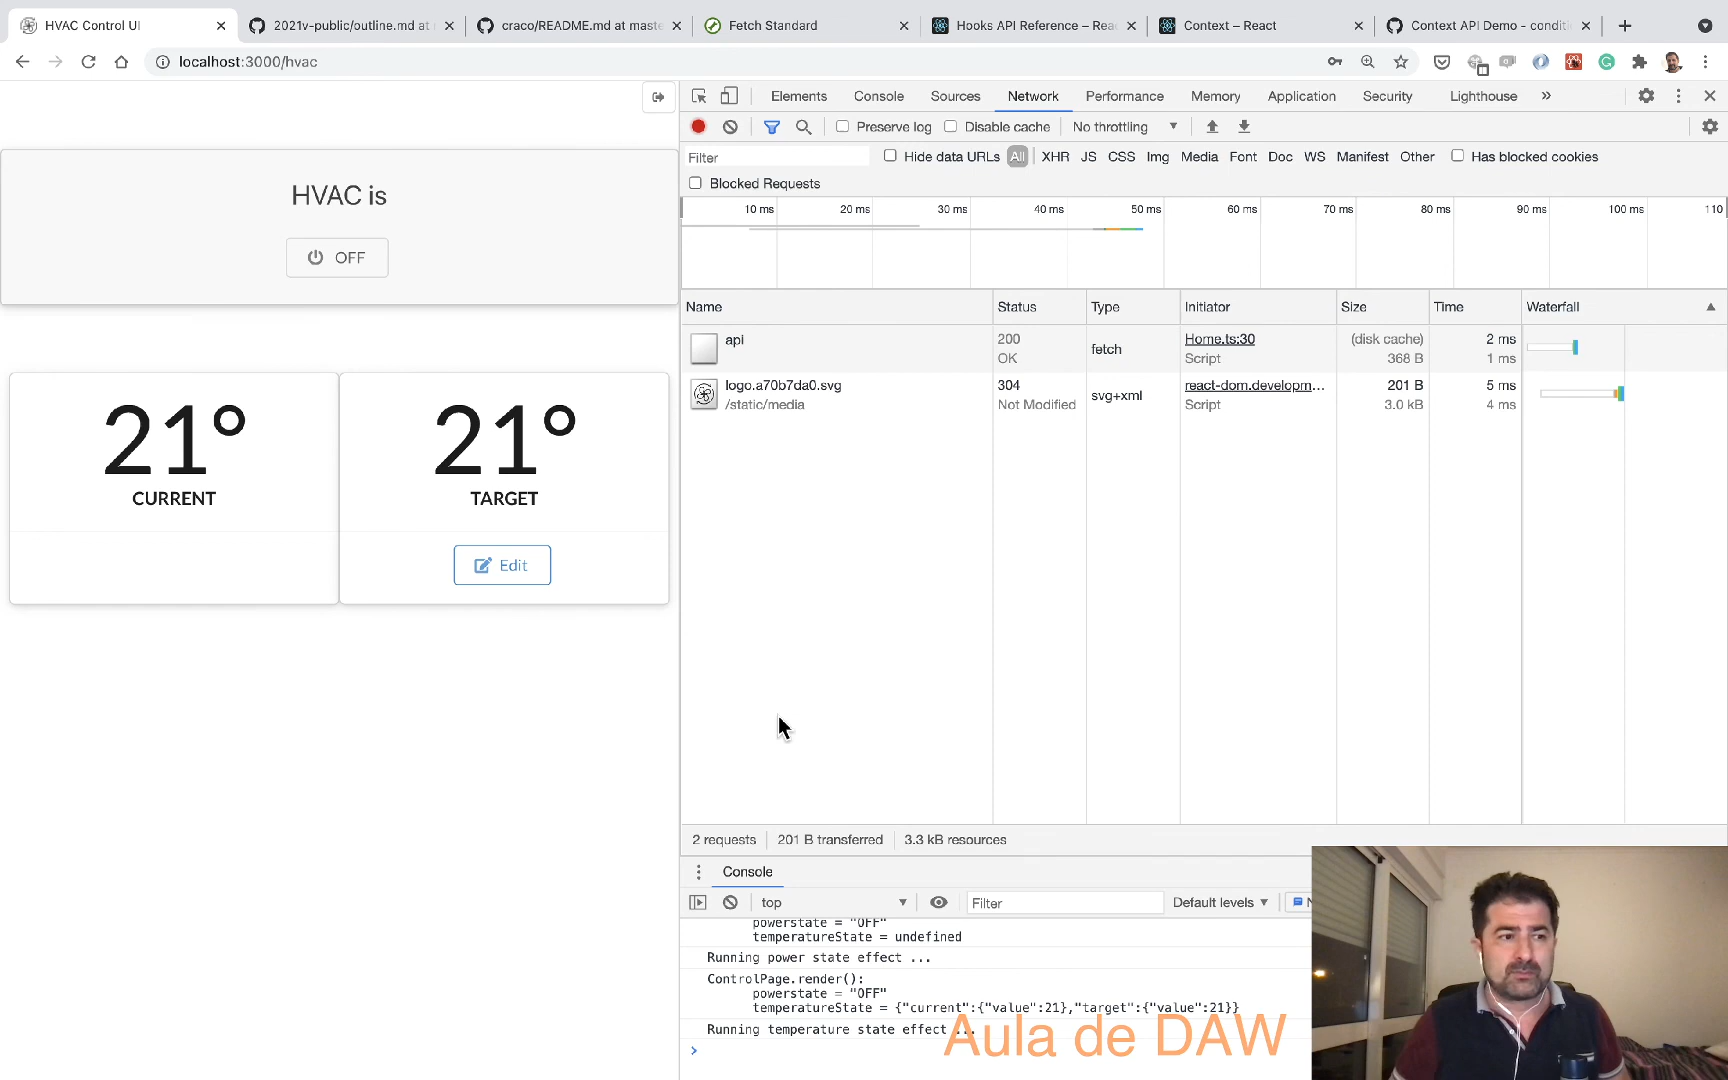 HVAC Control UI
2021v-public/outline.md at
craco/README.md at maste
Fetch Standard
Hooks API Reference – Rea
Context – React
Context API Demo - conditi
localhost:3000/hvac
Elements Console Sources Network Performance Memory Application Security Lighthouse »
Preserve log Disable cache No throttling
Filter Hide data URLs All XHR JS CSS Img Media Font Doc WS Manifest Other Has blocked cookies
Blocked Requests
10 ms 20 ms 30 ms 40 ms 50 ms 60 ms 70 ms 80 ms 90 ms 100 ms 110
HVAC is
OFF
21°
CURRENT
21°
TARGET
Edit
Name Status Type Initiator Size Time Waterfall
api 200 fetch Home.ts:30 (disk cache) 2 ms
OK Script 368 B 1 ms
logo.a70b7da0.svg 304 svg+xml react-dom.developm... 201 B 5 ms
/static/media Not Modified Script 3.0 kB 4 ms
2 requests 201 B transferred 3.3 kB resources
Console
top Filter Default levels
powerstate = "OFF"
temperatureState = undefined
Running power state effect ...
ControlPage.render():
powerstate = "OFF"
temperatureState = {"current":{"value":21},"target":{"value":21}}
Running temperature state effect ...
>
Aula de DAW